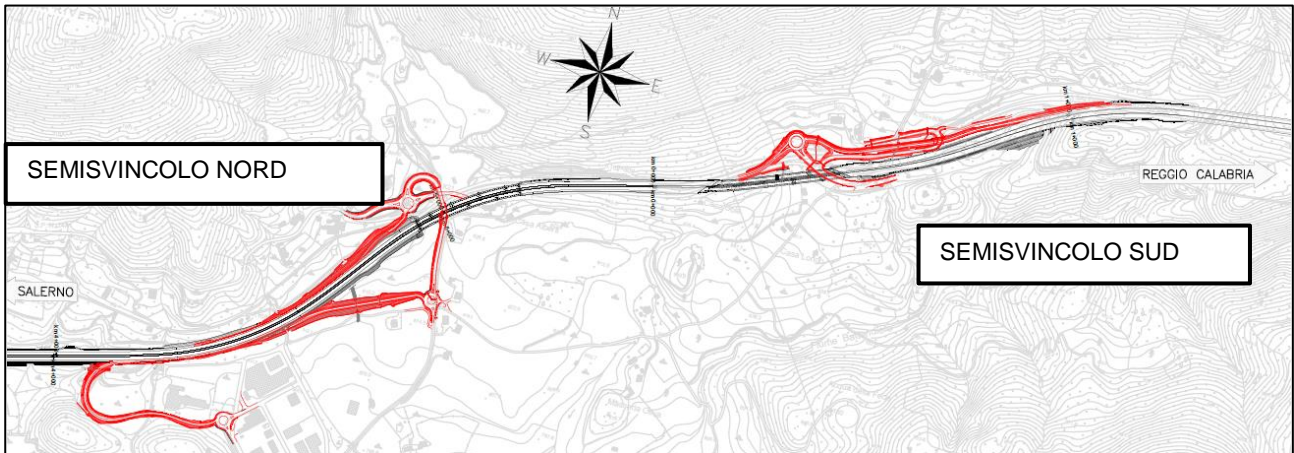 N
W
E
S
SEMISVINCOLO NORD
REGGIO CALABRIA
SEMISVINCOLO SUD
SALERNO